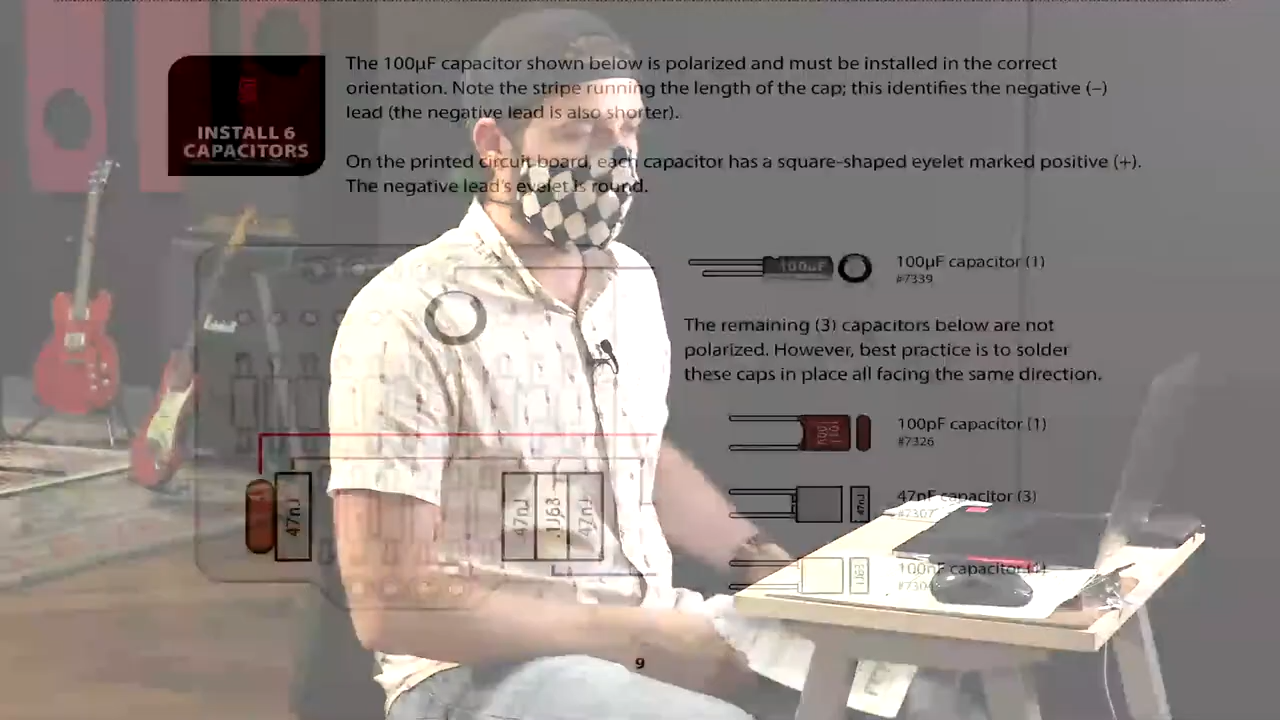 The 100µF capacitor shown below is polarized and must be installed in the correct
orientation. Note the stripe running the length of the cap; this identifies the negative (–)
lead (the negative lead is also shorter).
INSTALL 6
CAPACITORS
On the printed circuit board, each capacitor has a square-shaped eyelet marked positive (+).
The negative lead's eyelet is round.
100µF
100µF capacitor (1)
#7339
The remaining (3) capacitors below are not
polarized. However, best practice is to solder
these caps in place all facing the same direction.
100pF capacitor (1)
#7326
47nF capacitor (3)
#7307
47nJ
47nJ
47nJ
.1J63
47nJ
100nF capacitor (1)
9